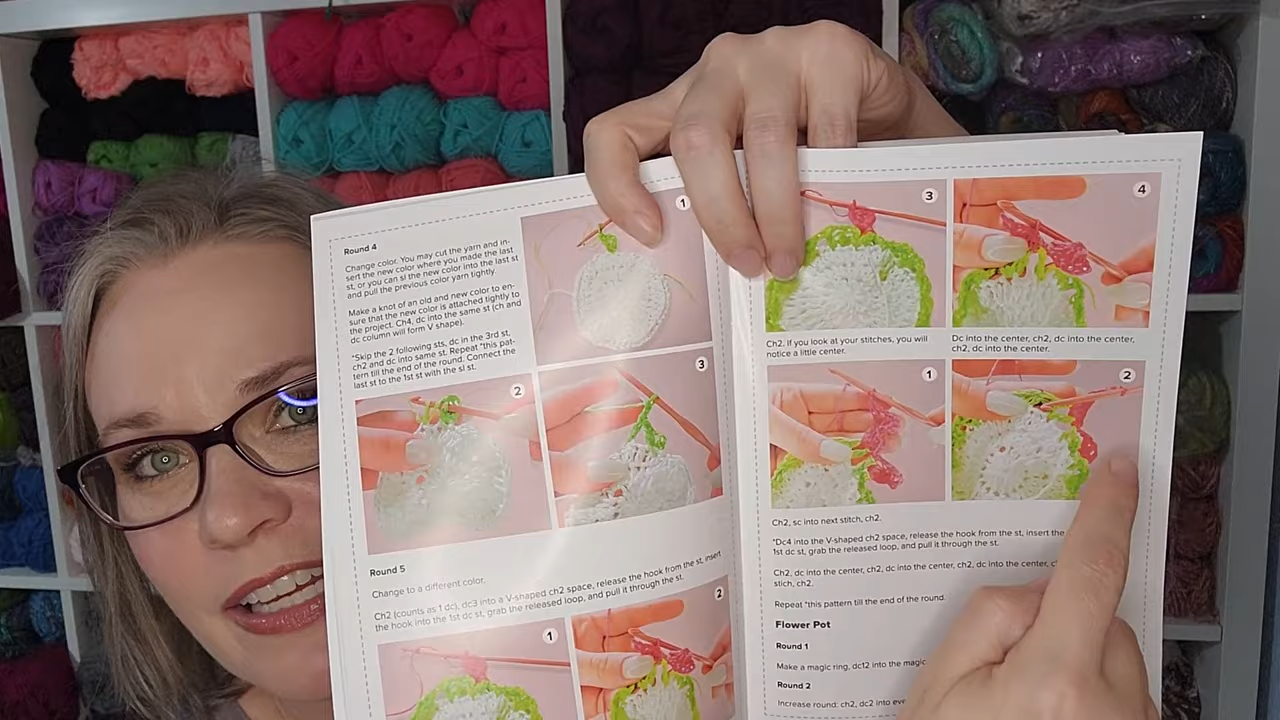 Round 4
Change color. You may cut the yarn and in-
sert the new color where you made the last
st, or you can sl the new color into the last st
and pull the previous color yarn tightly.
Make a knot of an old and new color to en-
sure that the new color is attached tightly to
the project. Ch4, dc into the same st (ch and
dc column will form V shape).
*Skip the 2 following sts, dc in the 3rd st,
ch2 and dc into same st. Repeat *this pat-
tern till the end of the round. Connect the
last st to the 1st st with the sl st.
1
2
3
Round 5
Change to a different color.
Ch2 (counts as 1 dc), dc3 into a V-shaped ch2 space, release the hook from the st, insert
the hook into the 1st dc st, grab the released loop, and pull it through the st.
1
2
3
4
Ch2. If you look at your stitches, you will
notice a little center.
Dc into the center, ch2, dc into the center,
ch2, dc into the center.
1
2
Ch2, sc into next stitch, ch2.
*Dc4 into the V-shaped ch2 space, release the hook from the st, insert the
1st dc st, grab the released loop, and pull it through the st.
Ch2, dc into the center, ch2, dc into the center, ch2, dc into the center,
stich, ch2.
Repeat *this pattern till the end of the round.
Flower Pot
Round 1
Make a magic ring, dc12 into the magic
Round 2
Increase round: ch2, dc2 into